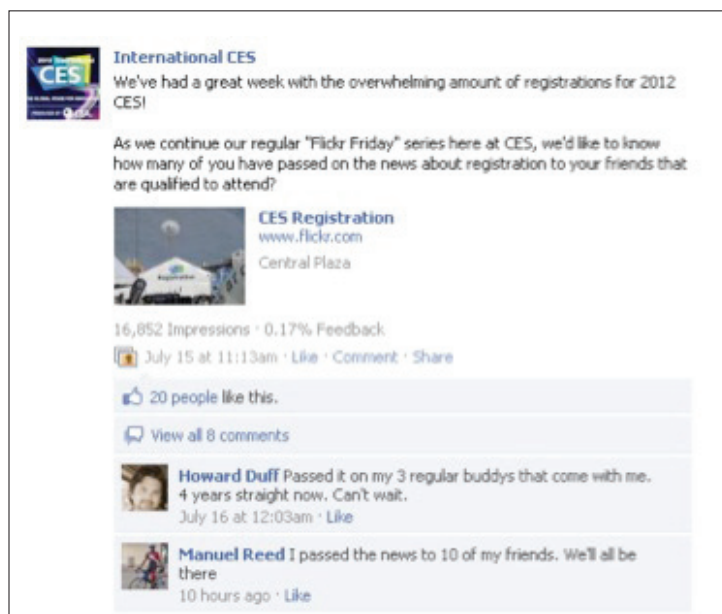 International CES
We've had a great week with the overwhelming amount of registrations for 2012
CES!
As we continue our regular "Flickr Friday" series here at CES, we'd like to know
how many of you have passed on the news about registration to your friends that
are qualified to attend?
CES
CES Registration
www.flickr.com
Central Plaza
Registration
16,852 Impressions · 0.17% Feedback
July 15 at 11:13am · Like · Comment · Share
20 people like this.
View all 8 comments
Howard Duff Passed it on my 3 regular buddys that come with me.
4 years straight now. Can't wait.
July 16 at 12:03am · Like
Manuel Reed I passed the news to 10 of my friends. We'll all be
there
10 hours ago · Like